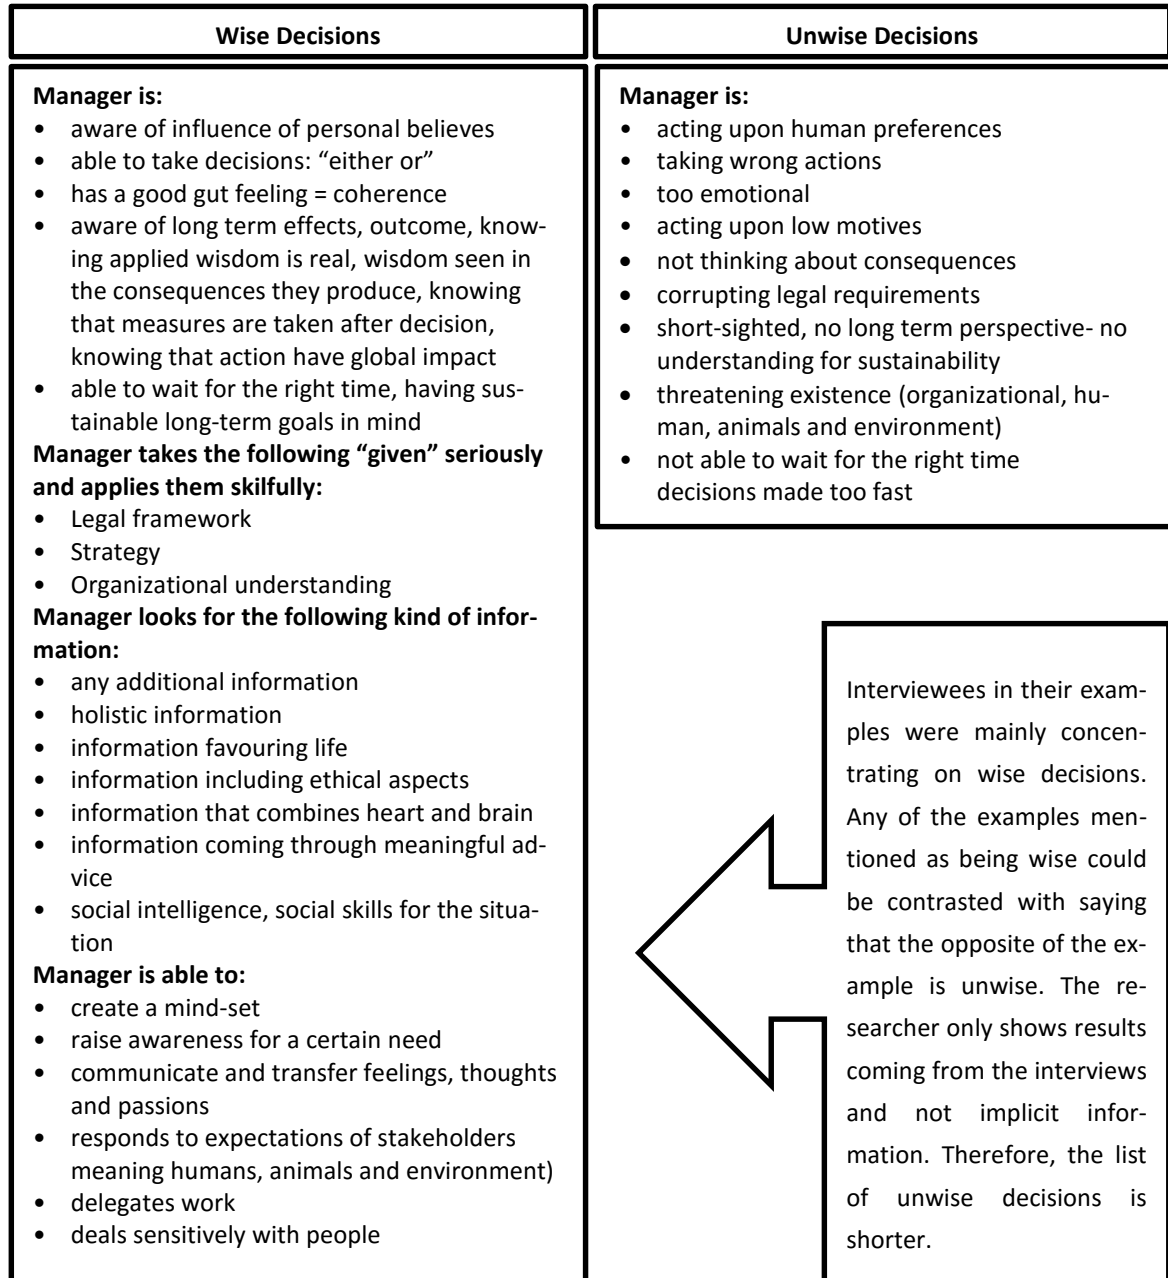 Wise Decisions
Manager is:
• aware of influence of personal believes
• able to take decisions: “either or”
• has a good gut feeling = coherence
• aware of long term effects, outcome, know-
ing applied wisdom is real, wisdom seen in
the consequences they produce, knowing
that measures are taken after decision,
knowing that action have global impact
• able to wait for the right time, having sus-
tainable long-term goals in mind
Manager takes the following “given” seriously
and applies them skilfully:
• Legal framework
• Strategy
• Organizational understanding
Manager looks for the following kind of infor-
mation:
• any additional information
• holistic information
• information favouring life
• information including ethical aspects
• information that combines heart and brain
• information coming through meaningful ad-
vice
• social intelligence, social skills for the situa-
tion
Manager is able to:
• create a mind-set
• raise awareness for a certain need
• communicate and transfer feelings, thoughts
and passions
• responds to expectations of stakeholders
meaning humans, animals and environment)
• delegates work
• deals sensitively with people
Unwise Decisions
Manager is:
• acting upon human preferences
• taking wrong actions
• too emotional
• acting upon low motives
• not thinking about consequences
• corrupting legal requirements
• short-sighted, no long term perspective- no
understanding for sustainability
• threatening existence (organizational, hu-
man, animals and environment)
• not able to wait for the right time
decisions made too fast
Interviewees in their exam-
ples were mainly concen-
trating on wise decisions.
Any of the examples men-
tioned as being wise could
be contrasted with saying
that the opposite of the ex-
ample is unwise. The re-
searcher only shows results
coming from the interviews
and not implicit infor-
mation. Therefore, the list
of unwise decisions is
shorter.